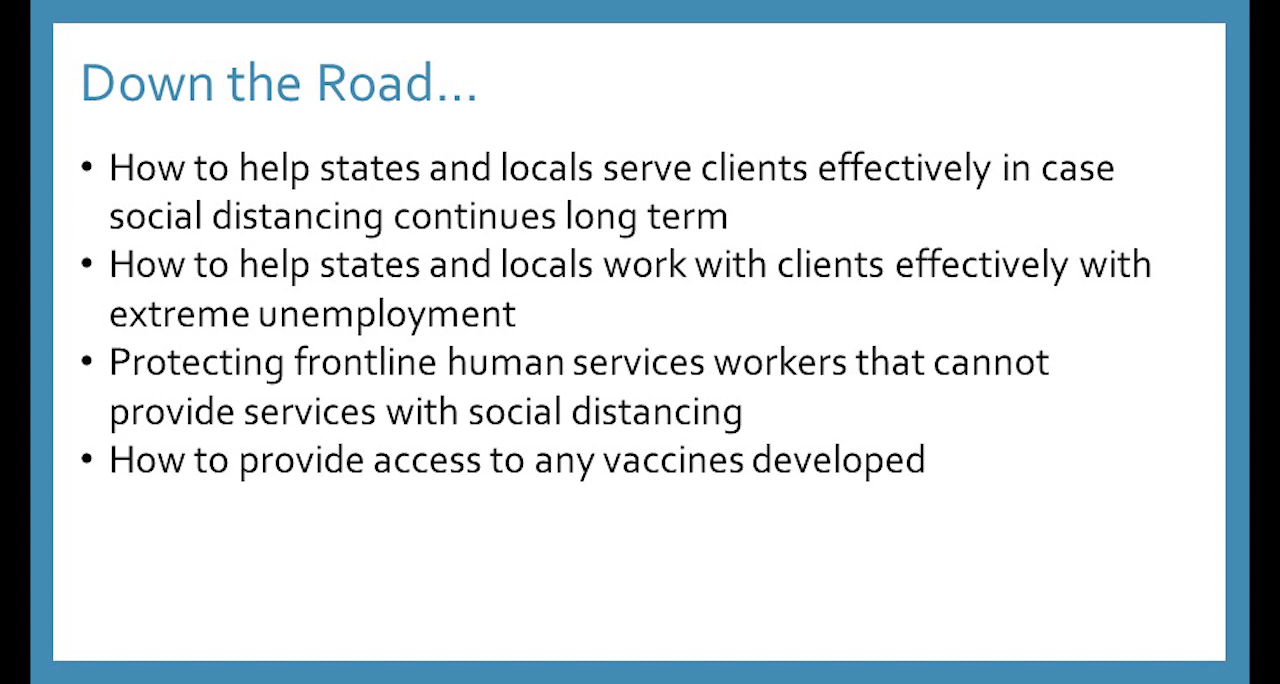 Down the Road...
• How to help states and locals serve clients effectively in case
social distancing continues long term
• How to help states and locals work with clients effectively with
extreme unemployment
• Protecting frontline human services workers that cannot
provide services with social distancing
• How to provide access to any vaccines developed